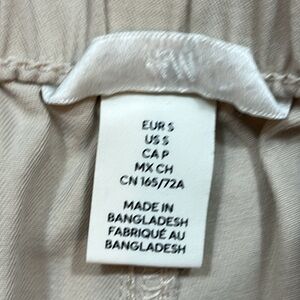 EUR S
US S
CA P
MX CH
CN 165/72A
MADE IN
BANGLADESH
FABRIQUÉ AU
BANGLADESH